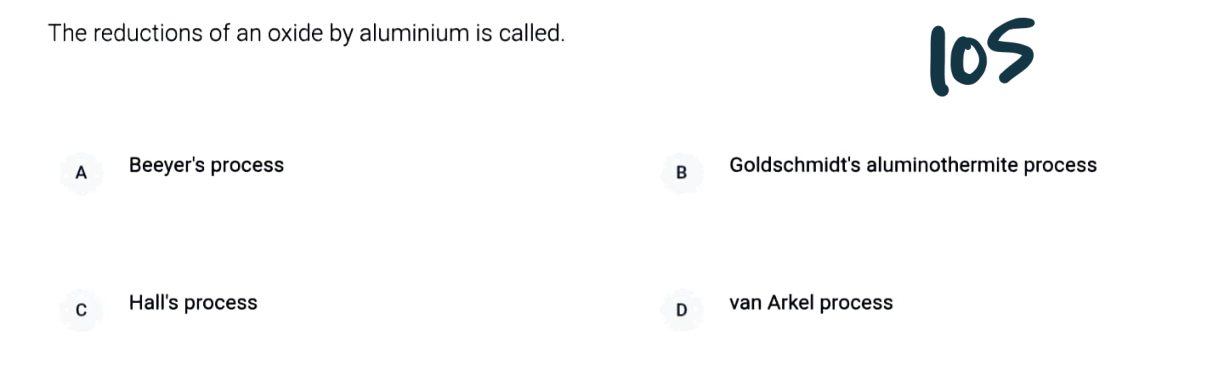 The reductions of an oxide by aluminium is called.
105
A Beeyer's process
B Goldschmidt's aluminothermite process
C Hall's process
D van Arkel process